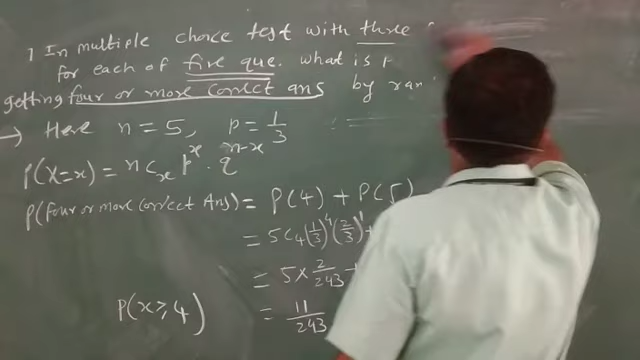 1 In multiple choice test with three
for each of five que. what is
getting four or more correct ans by ran
→ Here n = 5, p = 1/3
P(X=x) = nCx p^x . q^n-x
P(four or more correct Ans) = P(4) + P(5)
= 5C4 (1/3)^4 (2/3)^1 +
= 5 × 2/243 +
P(x ≥ 4)
= 11/243